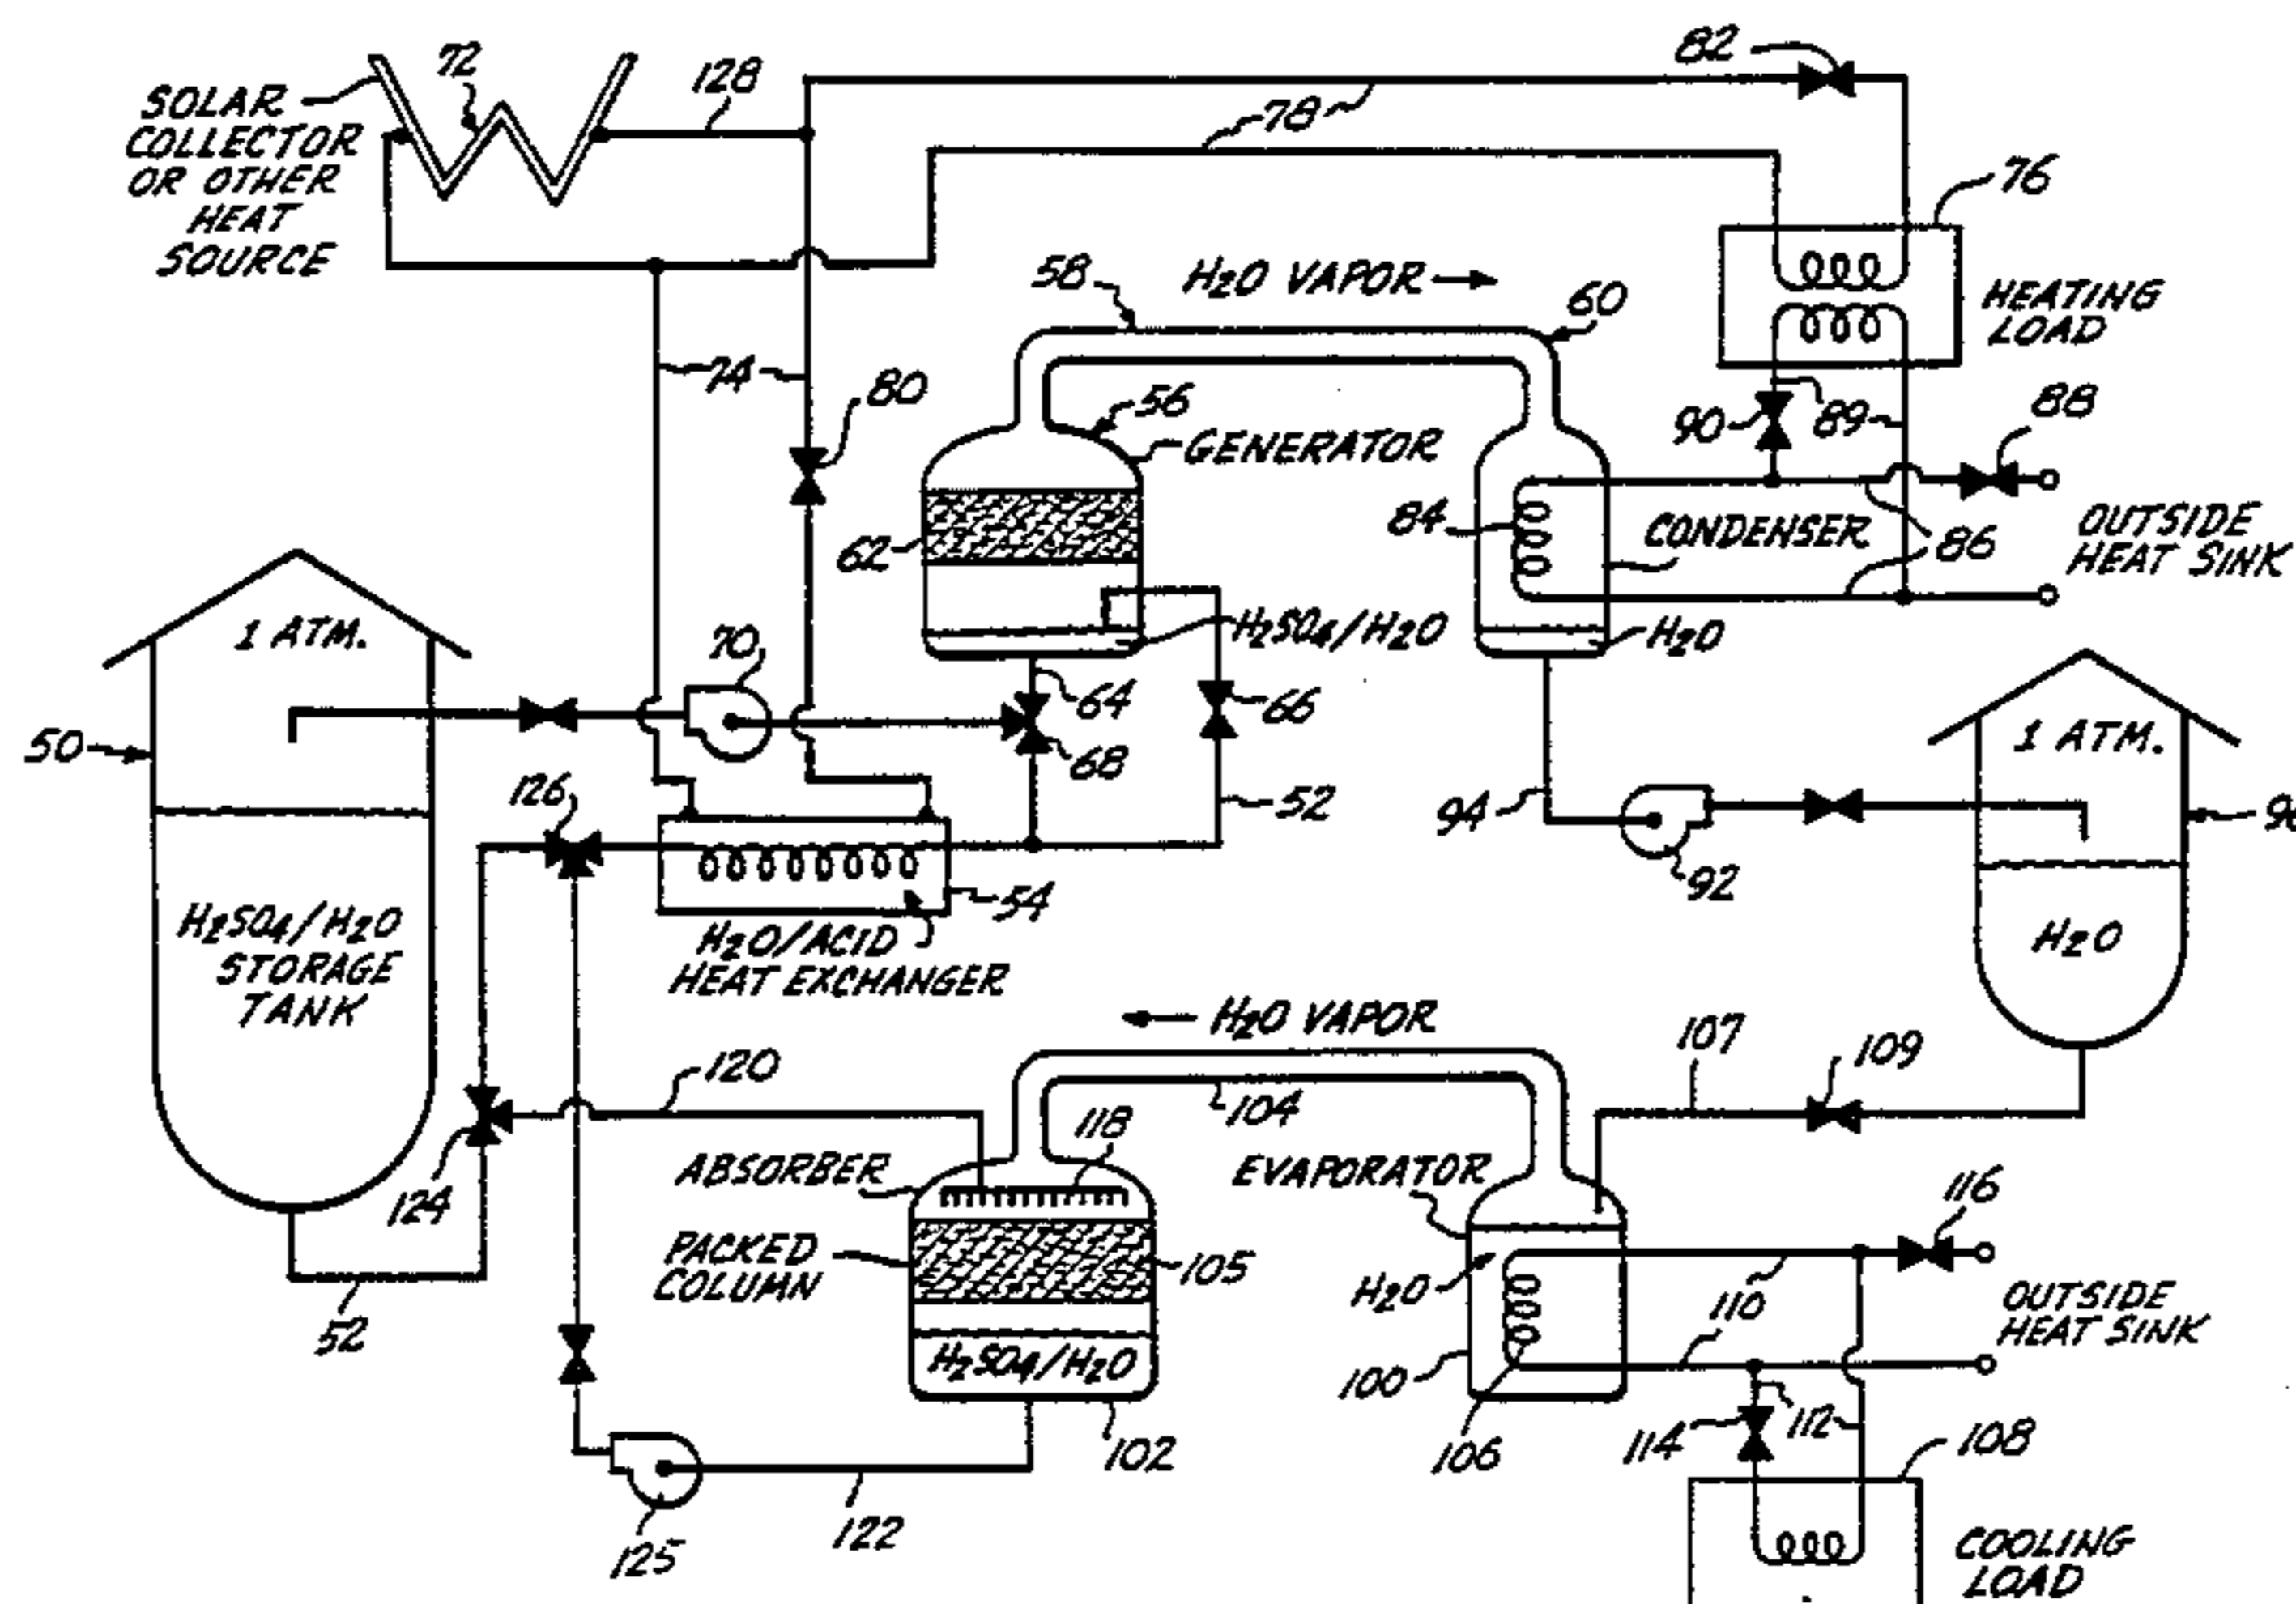 82
72
128
SOLAR
COLLECTOR
OR OTHER
HEAT
SOURCE
78
76
58
H2O VAPOR
60
HEATING
LOAD
74
80
56
GENERATOR
90
89
88
62
84
CONDENSER
86
OUTSIDE
HEAT SINK
1 ATM.
70
H2SO4/H2O
H2O
64
66
68
50
1 ATM.
126
52
94
92
54
H2O/ACID
HEAT EXCHANGER
H2SO4/H2O
STORAGE
TANK
H2O
H2O VAPOR
107
109
120
104
118
ABSORBER
EVAPORATOR
116
124
PACKED
COLUMN
105
H2O
110
OUTSIDE
HEAT SINK
52
H2SO4/H2O
100
106
102
114
112
108
125
122
COOLING
LOAD